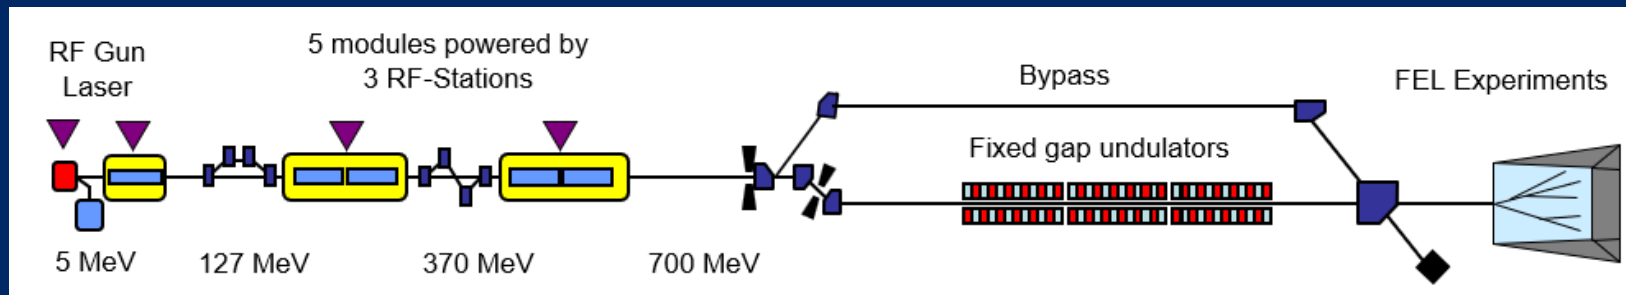 RF Gun
Laser
5 modules powered by
3 RF-Stations
Bypass
FEL Experiments
Fixed gap undulators
5 MeV
127 MeV
370 MeV
700 MeV